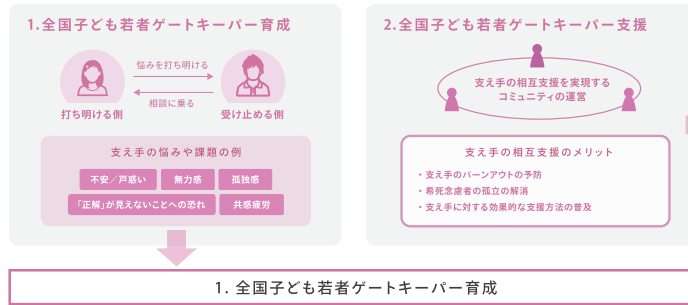 1.全国子ども若者ゲートキーパー育成
悩みを打ち明ける
相談に乗る
打ち明ける側
受け止める側
支え手の悩みや課題の例
不安／戸惑い
無力感
孤独感
「正解」が見えないことへの恐れ
共感疲労
2.全国子ども若者ゲートキーパー支援
支え手の相互支援を実現する
コミュニティの運営
支え手の相互支援のメリット
・支え手のバーンアウトの予防
・希死念慮者の孤立の解消
・支え手に対する効果的な支援方法の普及
1. 全国子ども若者ゲートキーパー育成